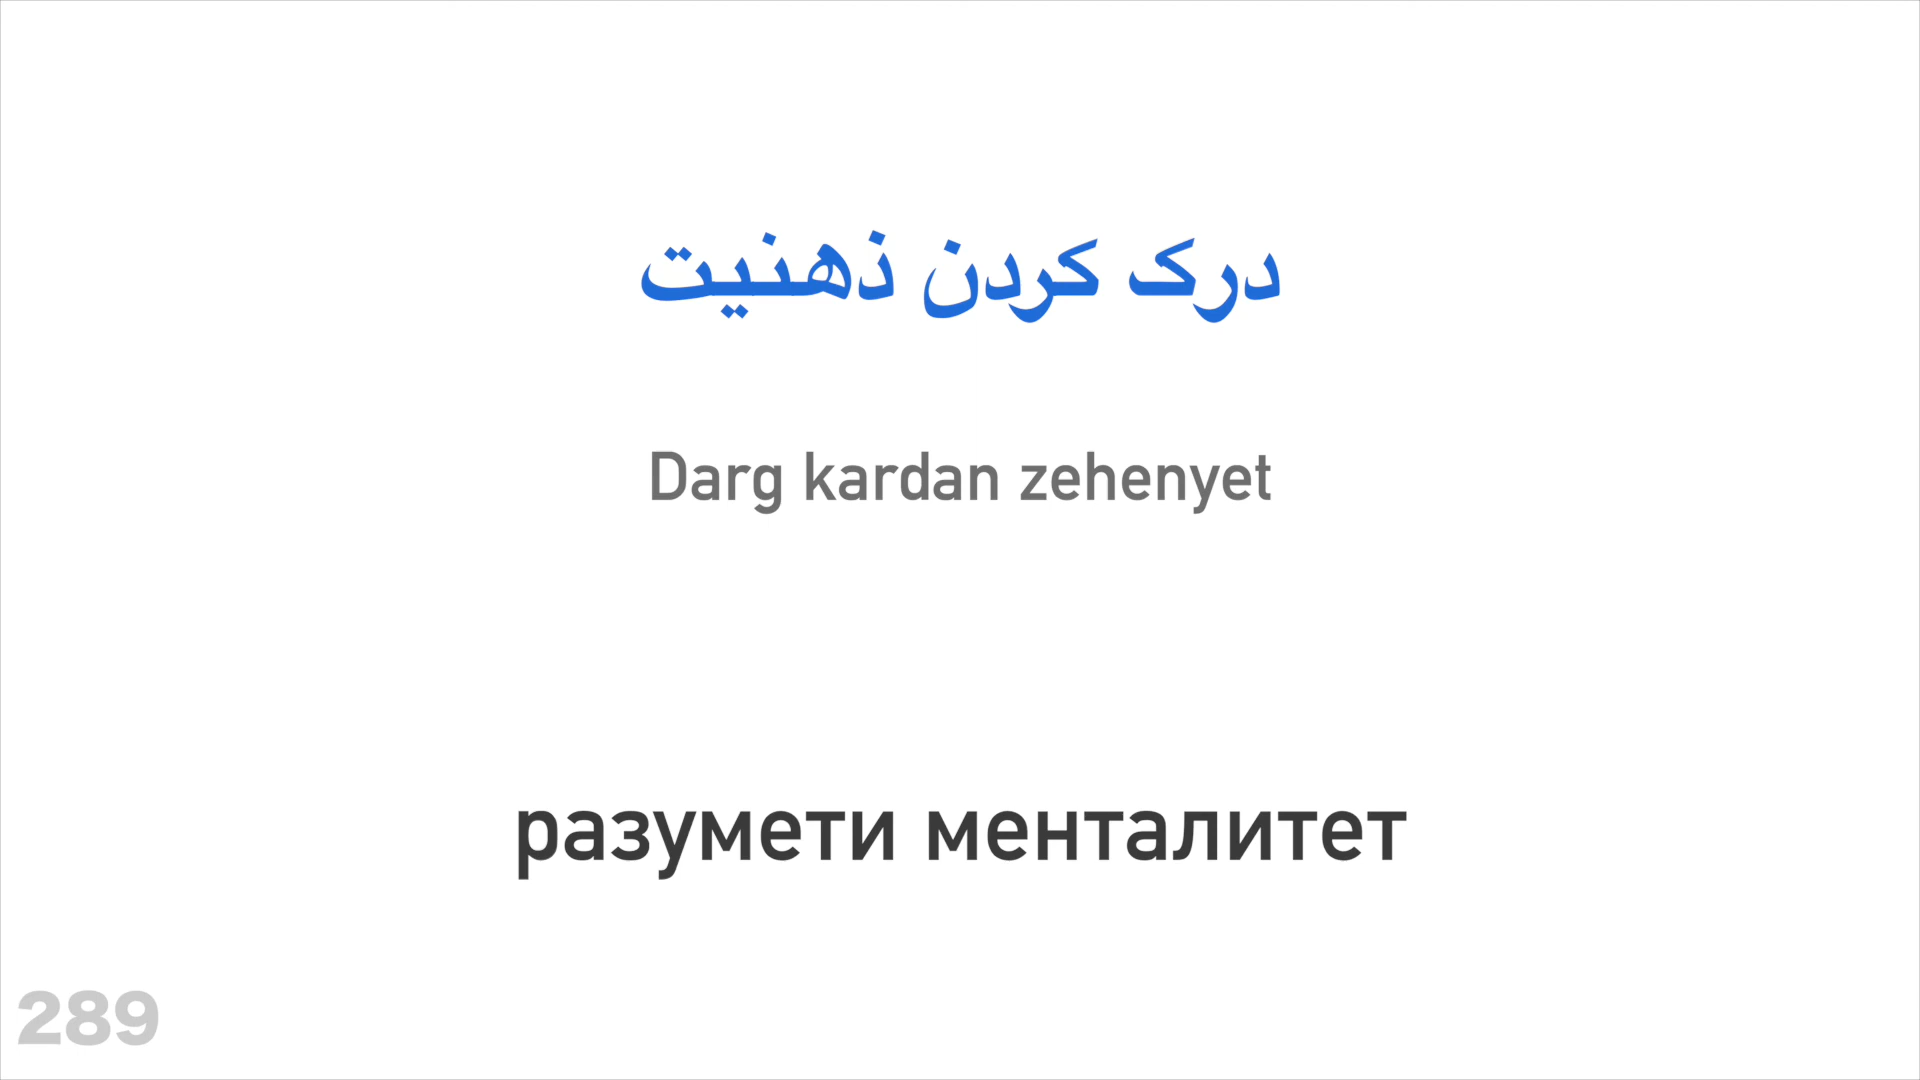 درک کردن ذهنیت
Darg kardan zehenyet
разумети менталитет
289